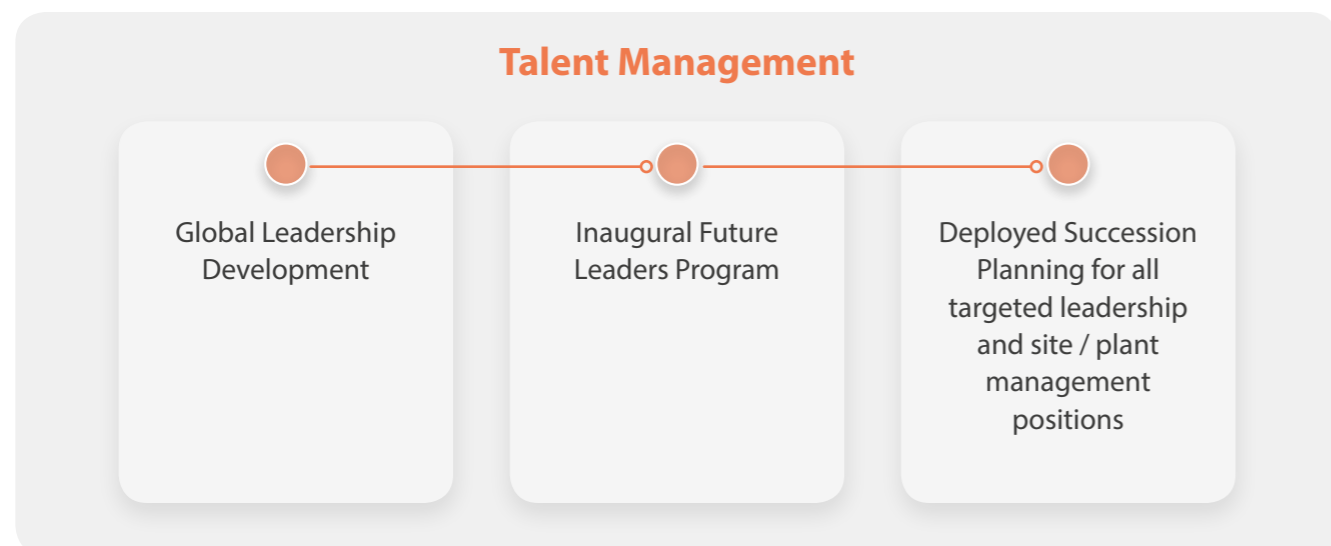 Talent Management
Global Leadership
Development
Inaugural Future
Leaders Program
Deployed Succession
Planning for all
targeted leadership
and site / plant
management
positions